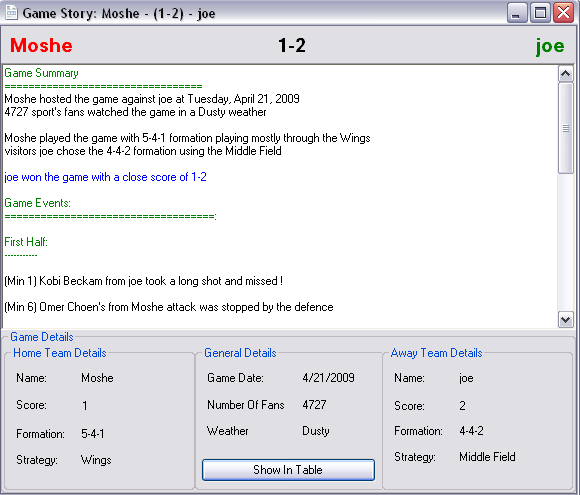 Game Story: Moshe - (1-2) - joe
Moshe 1-2 joe
Game Summary
=================================
Moshe hosted the game against joe at Tuesday, April 21, 2009
4727 sport's fans watched the game in a Dusty weather
Moshe played the game with 5-4-1 formation playing mostly through the Wings
visitors joe chose the 4-4-2 formation using the Middle Field
joe won the game with a close score of 1-2
Game Events:
===================================:
First Half:
-----------
(Min 1) Kobi Beckam from joe took a long shot and missed !
(Min 6) Omer Choen's from Moshe attack was stopped by the defence
Game Details
Home Team Details
Name: Moshe
Score: 1
Formation: 5-4-1
Strategy: Wings
General Details
Game Date: 4/21/2009
Number Of Fans 4727
Weather Dusty
Show In Table
Away Team Details
Name: joe
Score: 2
Formation: 4-4-2
Strategy: Middle Field